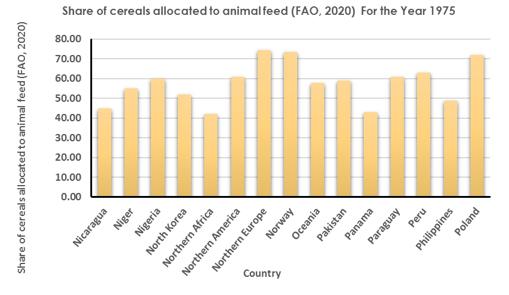 Share of cereals allocated to animal feed (FAO, 2020) For the Year 1975
Share of cereals allocated to animal feed (FAO, 2020)
80.00
70.00
60.00
50.00
40.00
30.00
20.00
10.00
0.00
Nicaragua
Niger
Nigeria
North Korea
Northern Africa
Northern America
Northern Europe
Norway
Oceania
Pakistan
Panama
Paraguay
Peru
Philippines
Poland
Country